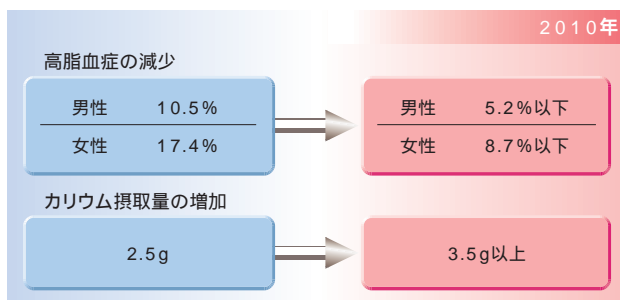 2010年
高脂血症の減少
男性 10.5% 男性 5.2%以下
女性 17.4% 女性 8.7%以下
カリウム摂取量の増加
2.5g 3.5g以上